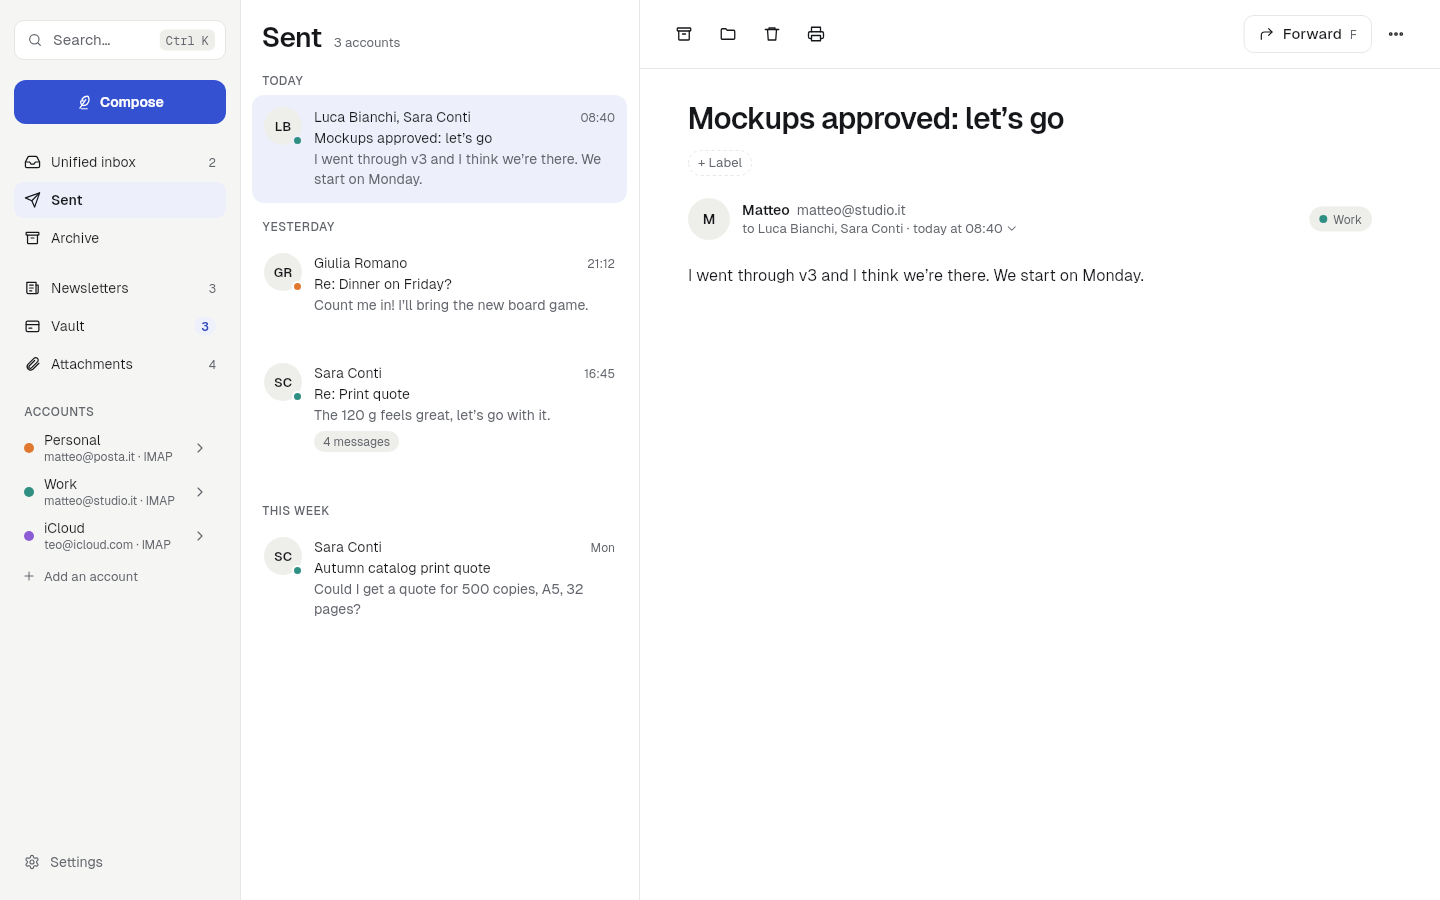 Search...
Ctrl K
Compose
Unified inbox 2
Sent
Archive
Newsletters 3
Vault 3
Attachments 4
ACCOUNTS
Personal
matteo@posta.it · IMAP
Work
matteo@studio.it · IMAP
iCloud
teo@icloud.com · IMAP
+ Add an account
Settings
Sent 3 accounts
TODAY
LB
Luca Bianchi, Sara Conti 08:40
Mockups approved: let’s go
I went through v3 and I think we’re there. We
start on Monday.
YESTERDAY
GR
Giulia Romano 21:12
Re: Dinner on Friday?
Count me in! I’ll bring the new board game.
SC
Sara Conti 16:45
Re: Print quote
The 120 g feels great, let’s go with it.
4 messages
THIS WEEK
SC
Sara Conti Mon
Autumn catalog print quote
Could I get a quote for 500 copies, A5, 32
pages?
Forward F
Mockups approved: let’s go
+ Label
M
Matteo matteo@studio.it
to Luca Bianchi, Sara Conti · today at 08:40
Work
I went through v3 and I think we’re there. We start on Monday.